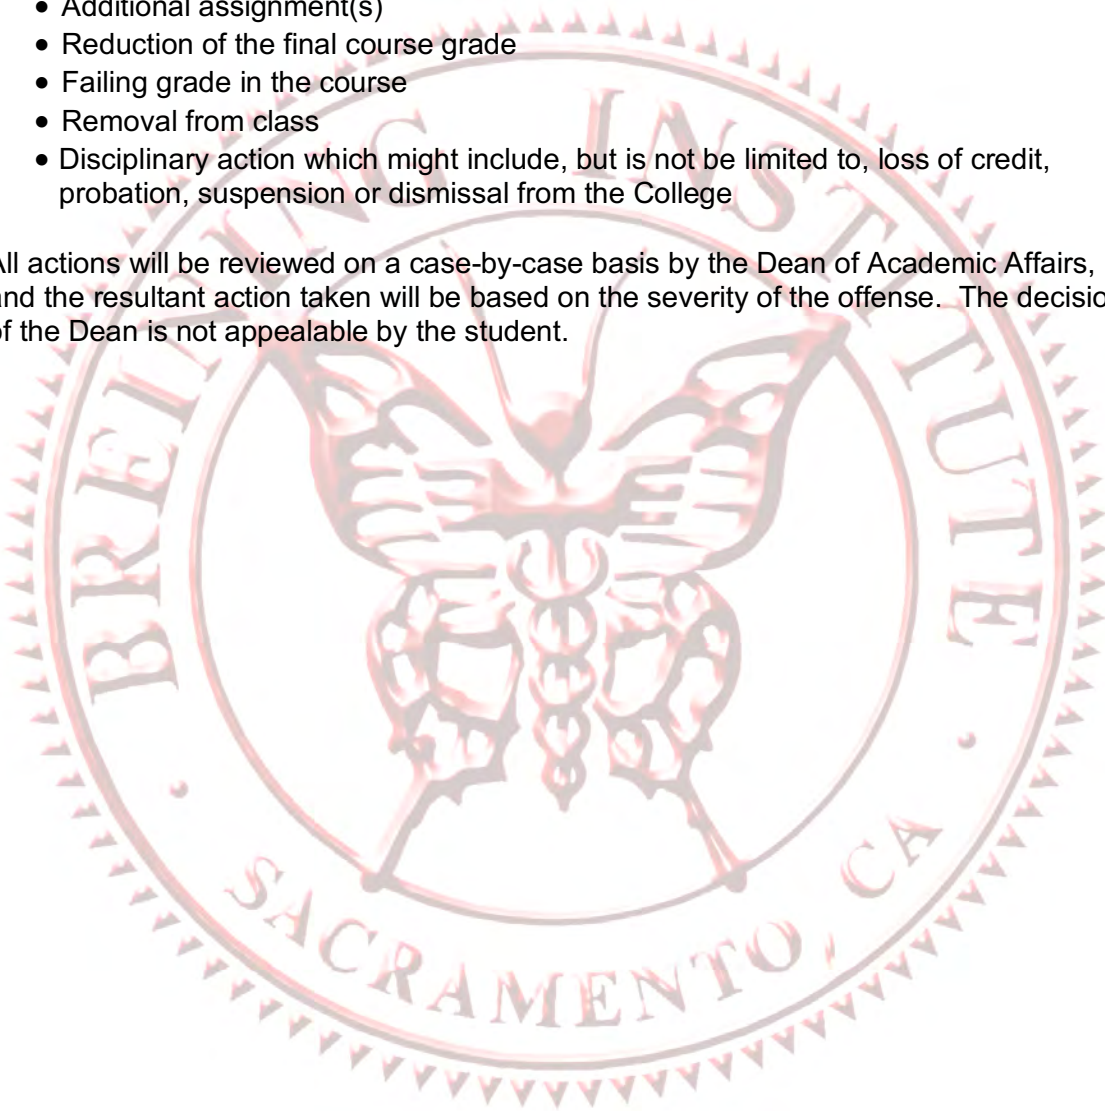 • Additional assignment(s)
• Reduction of the final course grade
• Failing grade in the course
• Removal from class
• Disciplinary action which might include, but is not be limited to, loss of credit,
probation, suspension or dismissal from the College
All actions will be reviewed on a case-by-case basis by the Dean of Academic Affairs,
and the resultant action taken will be based on the severity of the offense. The decisio
of the Dean is not appealable by the student.
BREINING INSTITUTE
• SACRAMENTO, CA •